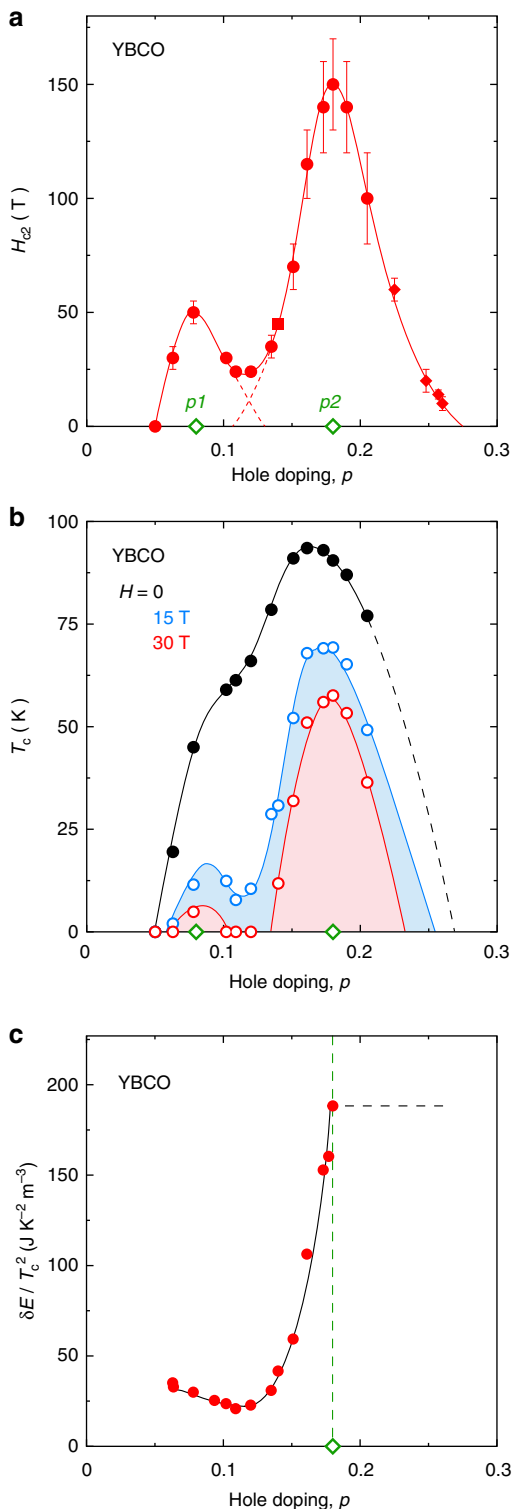 a
YBCO
150
100
50
0
H_c2 (T)
p1
p2
0
0.1
0.2
0.3
Hole doping, p
b
100
YBCO
H = 0
15 T
30 T
75
50
25
0
T_c (K)
0
0.1
0.2
0.3
Hole doping, p
c
YBCO
200
150
100
50
0
δE / T_c^2 (J K^−2 m^−3)
0
0.1
0.2
0.3
Hole doping, p